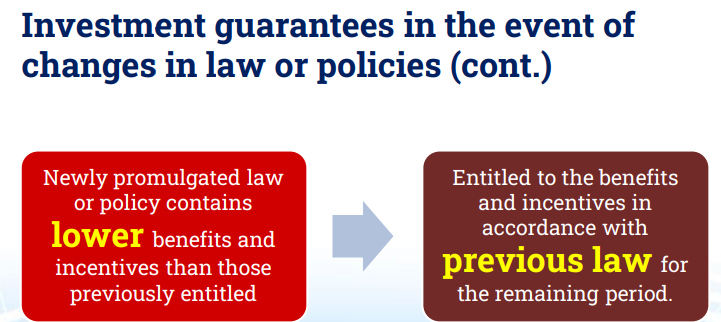 Investment guarantees in the event of
changes in law or policies (cont.)
Newly promulgated law
or policy contains
lower benefits and
incentives than those
previously entitled
Entitled to the benefits
and incentives in
accordance with
previous law for
the remaining period.